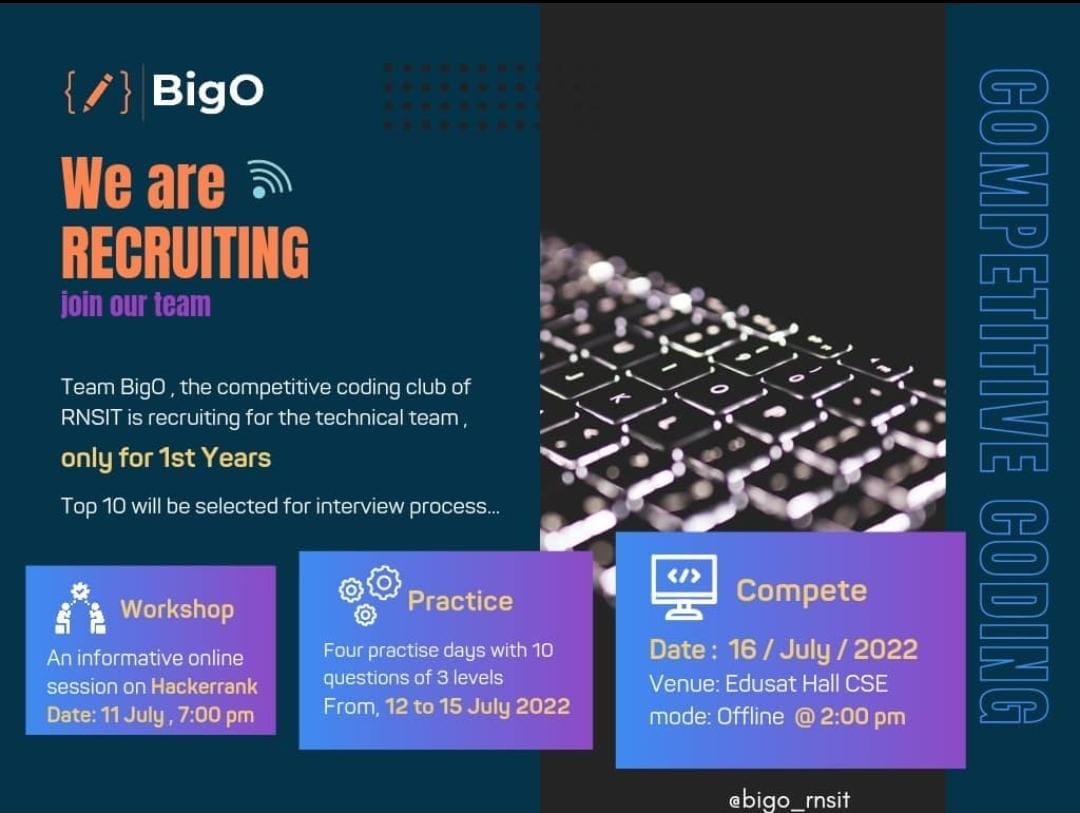 { } BigO
We are
RECRUITING
join our team
Team BigO , the competitive coding club of
RNSIT is recruiting for the technical team ,
only for 1st Years
Top 10 will be selected for interview process...
Workshop
An informative online
session on Hackerrank
Date: 11 July , 7:00 pm
Practice
Four practise days with 10
questions of 3 levels
From, 12 to 15 July 2022
</>
Compete
Date : 16 / July / 2022
Venue: Edusat Hall CSE
mode: Offline @ 2:00 pm
@bigo_rnsit
COMPETITIVE CODING